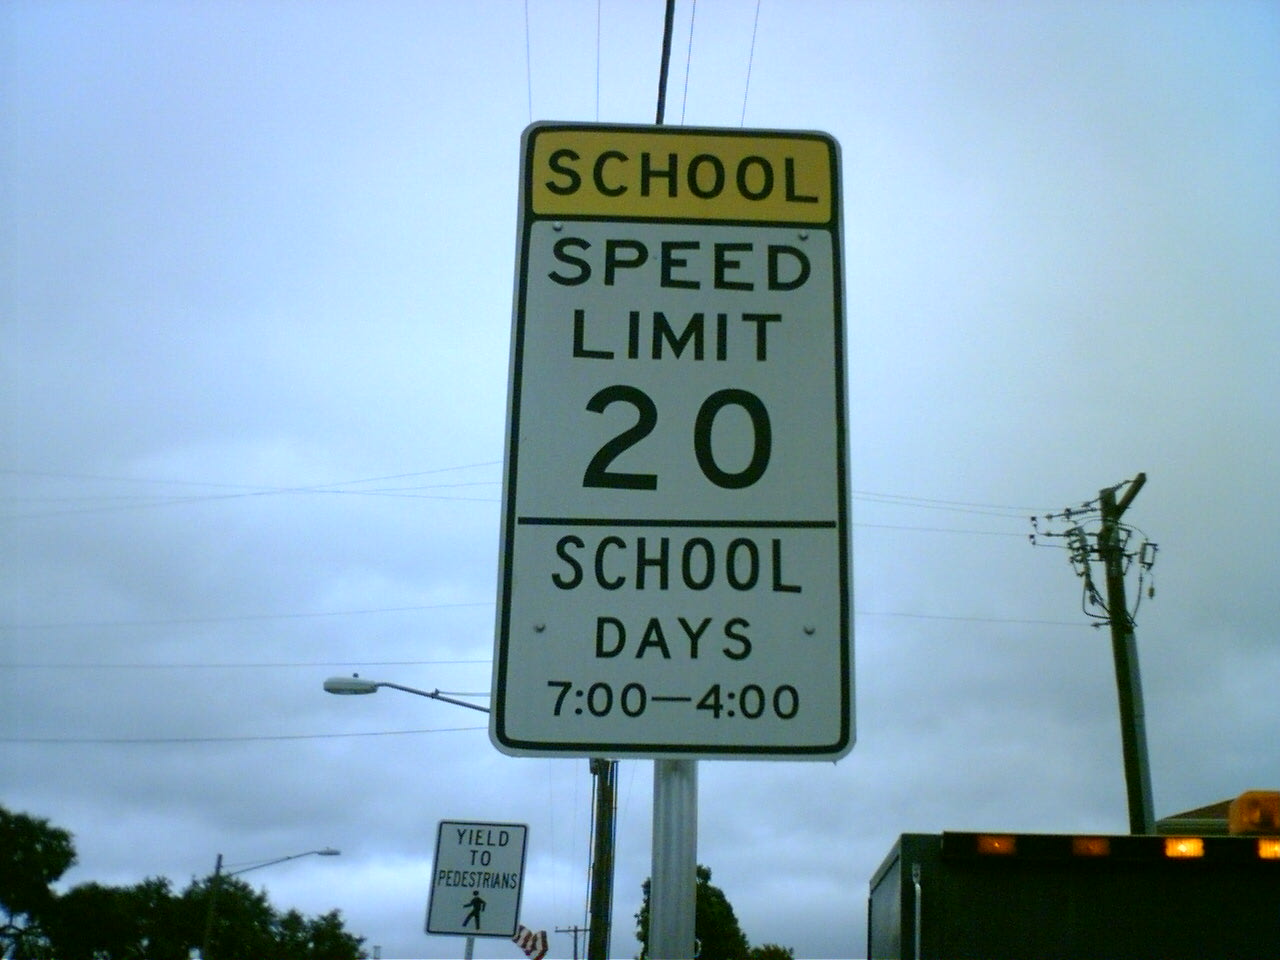 SCHOOL
SPEED
LIMIT
20
SCHOOL
DAYS
7:00—4:00
YIELD
TO
PEDESTRIANS